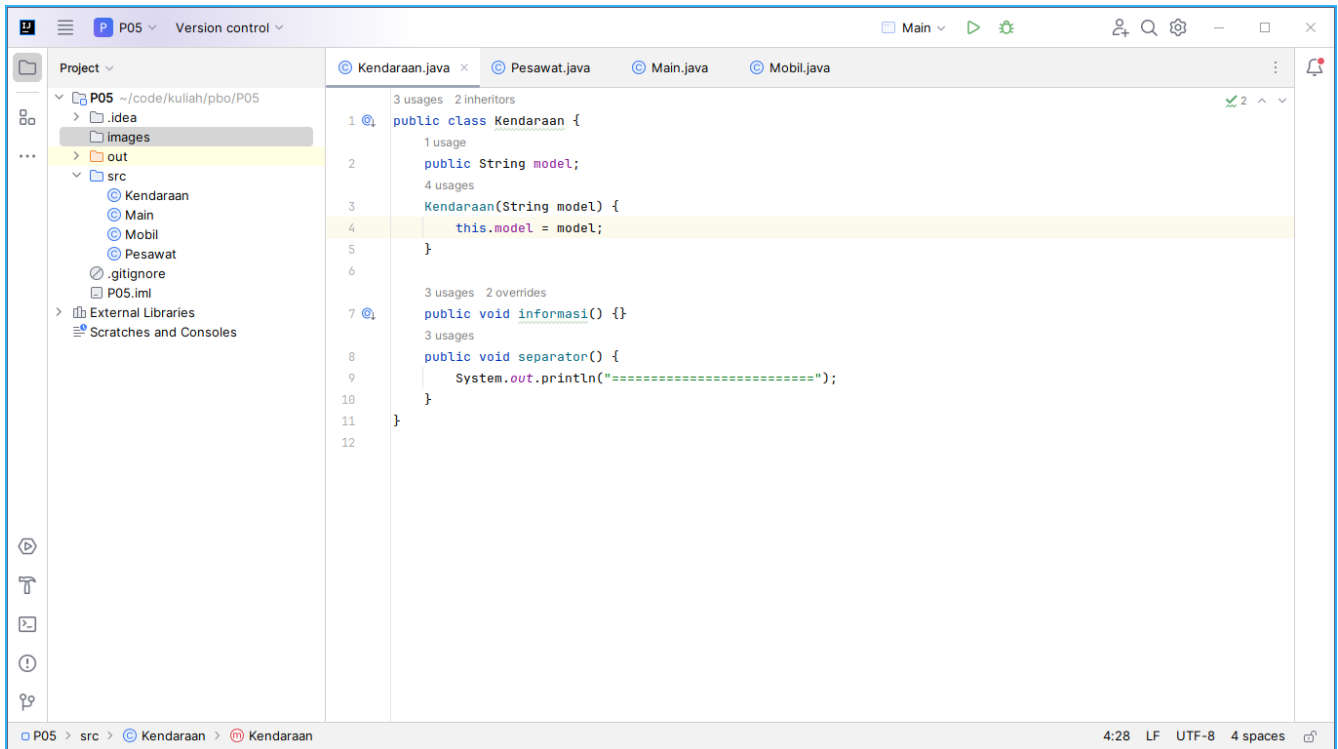 P P05 Version control Main
Project
Kendaraan.java Pesawat.java Main.java Mobil.java
P05 ~/code/kuliah/pbo/P05
.idea
images
out
src
Kendaraan
Main
Mobil
Pesawat
.gitignore
P05.iml
External Libraries
Scratches and Consoles
3 usages 2 inheritors
2
1 public class Kendaraan {
1 usage
2 public String model;
4 usages
3 Kendaraan(String model) {
4 this.model = model;
5 }
6
3 usages 2 overrides
7 public void informasi() {}
3 usages
8 public void separator() {
9 System.out.println("==========================");
10 }
11 }
12
P05 > src > Kendaraan > Kendaraan
4:28 LF UTF-8 4 spaces